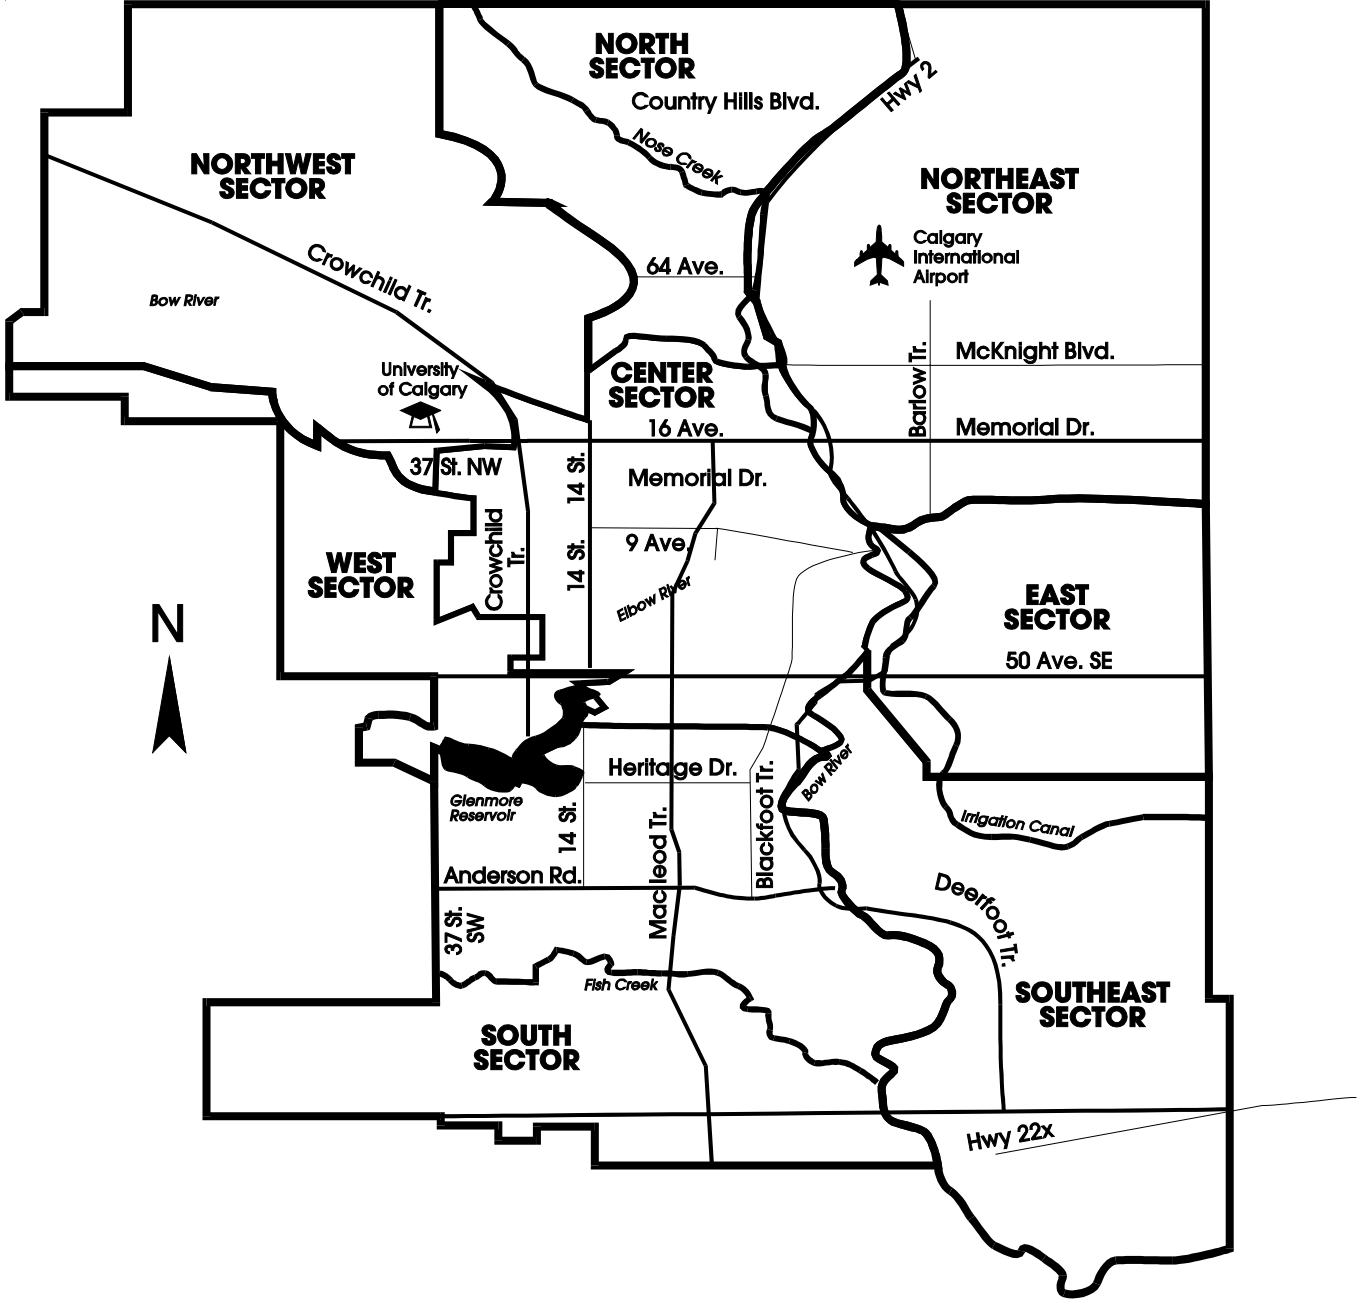 NORTH
SECTOR
Hwy 2
Country Hills Blvd.
Nose Creek
NORTHWEST
SECTOR
NORTHEAST
SECTOR
Calgary
International
Airport
Crowchild Tr.
64 Ave.
Bow River
McKnight Blvd.
Barlow Tr.
University
of Calgary
CENTER
SECTOR
16 Ave.
Memorial Dr.
37 St. NW
14 St.
Memorial Dr.
Crowchild
Tr.
9 Ave.
14 St.
WEST
SECTOR
Elbow River
EAST
SECTOR
N
50 Ave. SE
Heritage Dr.
Bow River
Blackfoot Tr.
Glenmore
Reservoir
14 St.
Macleod Tr.
Irrigation Canal
Anderson Rd.
Deerfoot Tr.
37 St.
SW
Fish Creek
SOUTHEAST
SECTOR
SOUTH
SECTOR
Hwy 22x